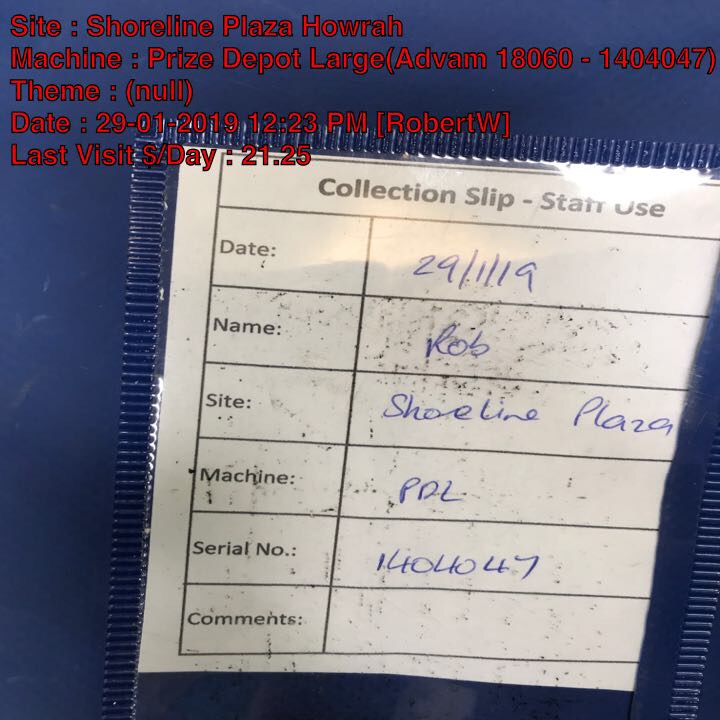 Site : Shoreline Plaza Howrah
Machine : Prize Depot Large(Advam 18060 - 1404047)
Theme : (null)
Date : 29-01-2019 12:23 PM [RobertW]
Last Visit $/Day : 21.25
Collection Slip - Staff Use
Date: 29/1/19
Name: Rob
Site: Shoreline Plaza
Machine: PDL
Serial No.: 1404047
Comments: